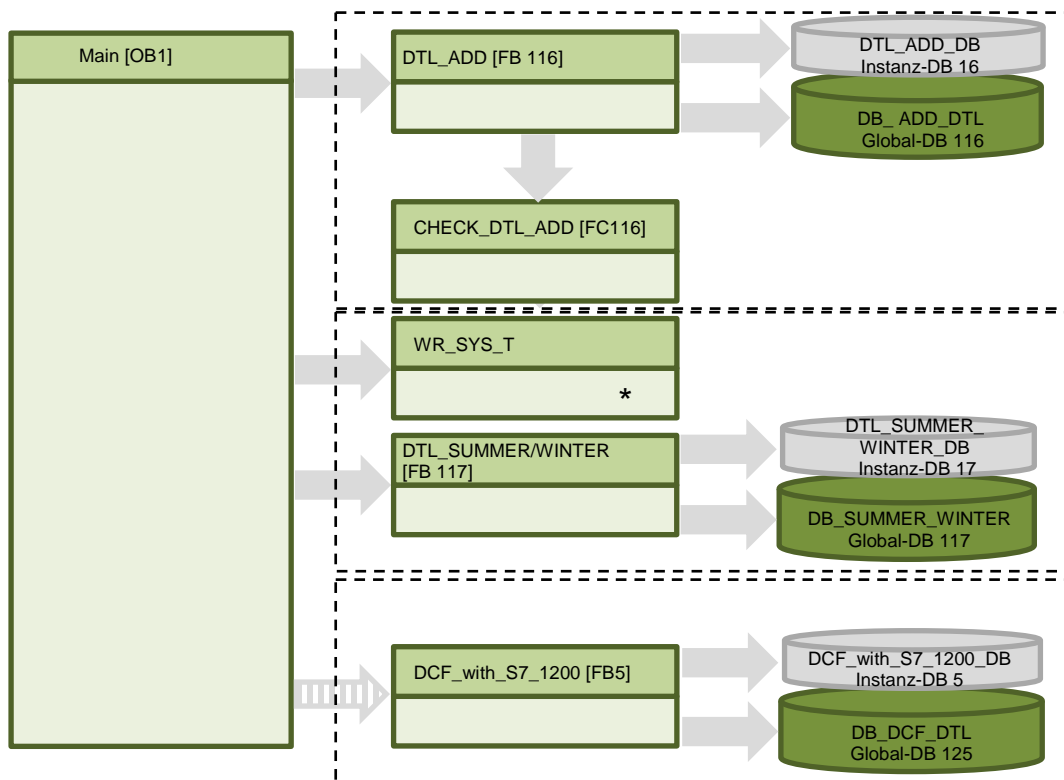 Main [OB1]
DTL_ADD [FB 116]
DTL_ADD_DB
Instanz-DB 16
DB_ ADD_DTL
Global-DB 116
CHECK_DTL_ADD [FC116]
WR_SYS_T
*
DTL_SUMMER/WINTER
[FB 117]
DTL_SUMMER_
WINTER_DB
Instanz-DB 17
DB_SUMMER_WINTER
Global-DB 117
DCF_with_S7_1200 [FB5]
DCF_with_S7_1200_DB
Instanz-DB 5
DB_DCF_DTL
Global-DB 125